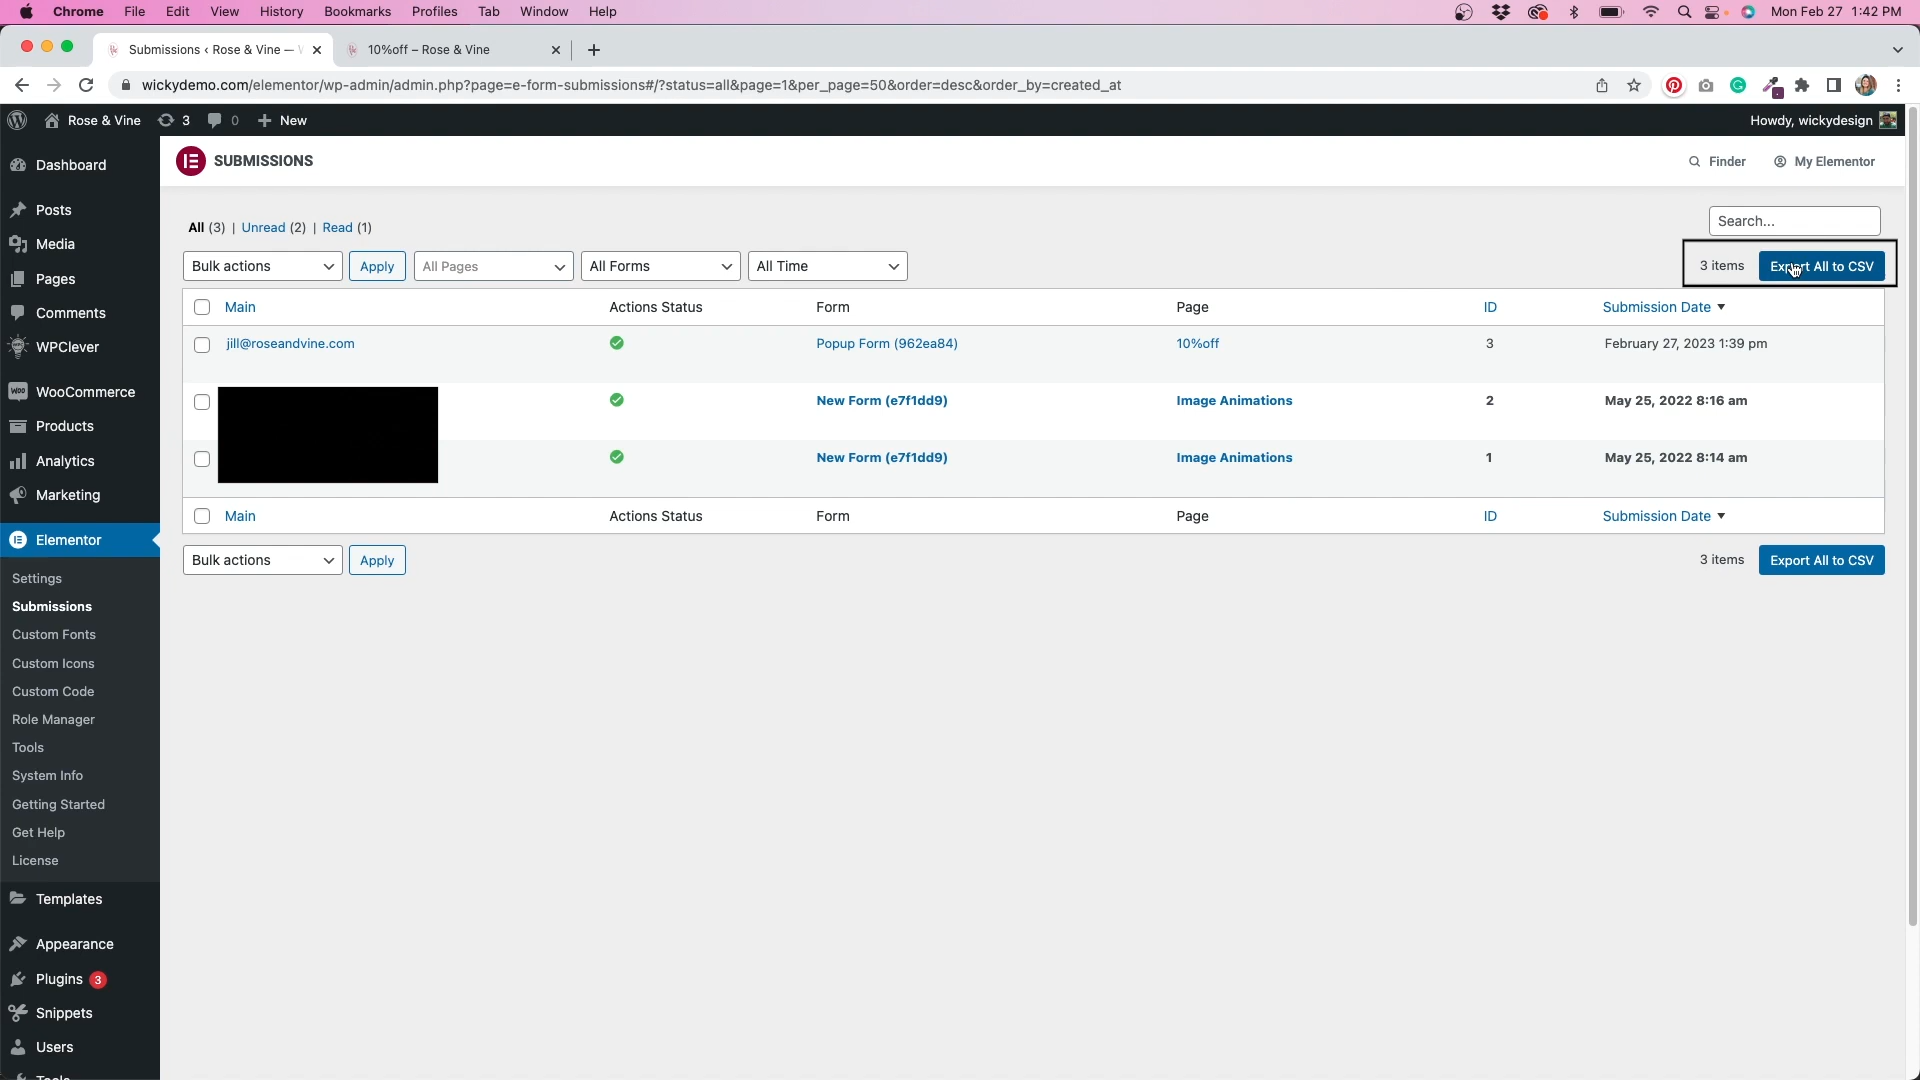 Chrome File Edit View History Bookmarks Profiles Tab Window Help Mon Feb 27 1:42 PM
Submissions ‹ Rose & Vine — 10%off – Rose & Vine
wickydemo.com/elementor/wp-admin/admin.php?page=e-form-submissions#/?status=all&page=1&per_page=50&order=desc&order_by=created_at
Rose & Vine 3 0 New Howdy, wickydesign
Dashboard
Posts
Media
Pages
Comments
WPClever
WooCommerce
Products
Analytics
Marketing
Elementor
Settings
Submissions
Custom Fonts
Custom Icons
Custom Code
Role Manager
Tools
System Info
Getting Started
Get Help
License
Templates
Appearance
Plugins 3
Snippets
Users
SUBMISSIONS Finder My Elementor
All (3) | Unread (2) | Read (1) Search...
Bulk actions Apply All Pages All Forms All Time 3 items Export All to CSV
Main Actions Status Form Page ID Submission Date
jill@roseandvine.com Popup Form (962ea84) 10%off 3 February 27, 2023 1:39 pm
New Form (e7f1dd9) Image Animations 2 May 25, 2022 8:16 am
New Form (e7f1dd9) Image Animations 1 May 25, 2022 8:14 am
Main Actions Status Form Page ID Submission Date
Bulk actions Apply 3 items Export All to CSV